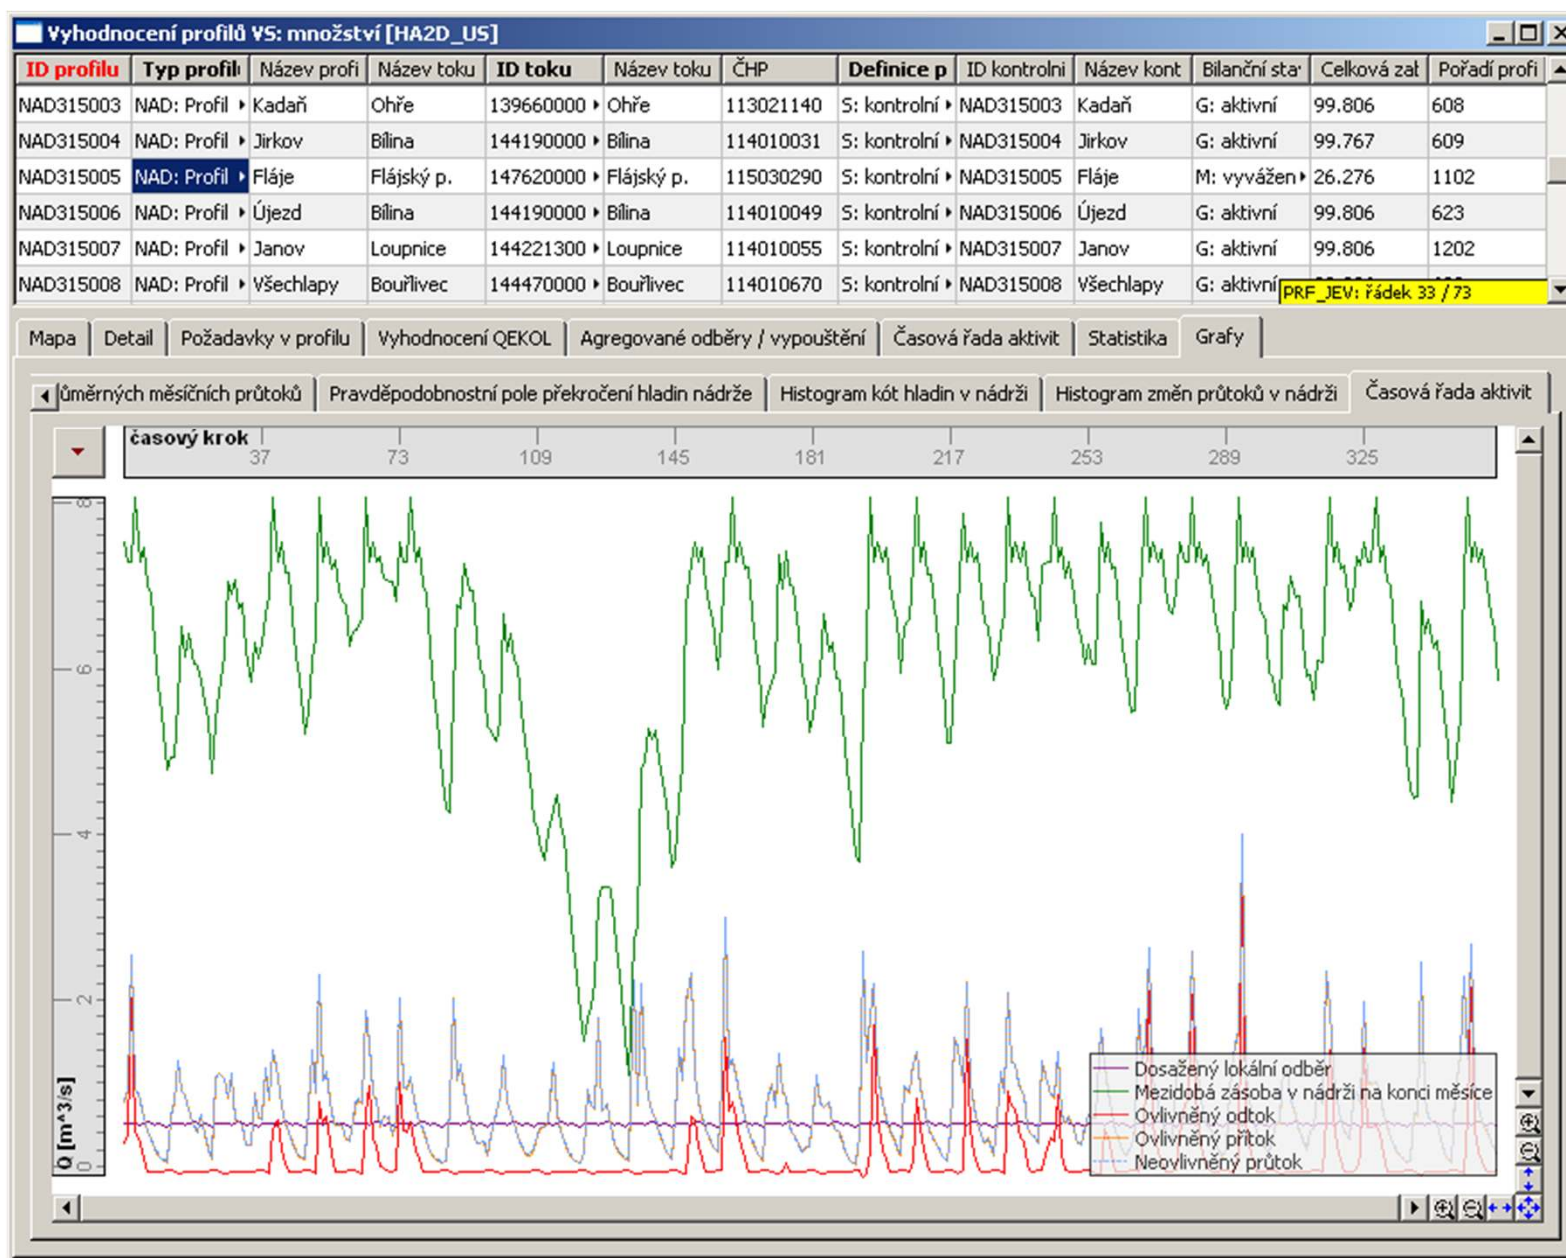 Vyhodnocení profilů VS: množství [HA2D_US]
ID profilu Typ profilu Název profi Název toku ID toku Název toku ČHP Definice p ID kontrolni Název kont Bilanční sta Celková zab Pořadí profi
NAD315003 NAD: Profil Kadaň Ohře 139660000 Ohře 113021140 S: kontrolní NAD315003 Kadaň G: aktivní 99.806 608
NAD315004 NAD: Profil Jirkov Bílina 144190000 Bílina 114010031 S: kontrolní NAD315004 Jirkov G: aktivní 99.767 609
NAD315005 NAD: Profil Fláje Flájský p. 147620000 Flájský p. 115030290 S: kontrolní NAD315005 Fláje M: vyvážen 26.276 1102
NAD315006 NAD: Profil Újezd Bílina 144190000 Bílina 114010049 S: kontrolní NAD315006 Újezd G: aktivní 99.806 623
NAD315007 NAD: Profil Janov Loupnice 144221300 Loupnice 114010055 S: kontrolní NAD315007 Janov G: aktivní 99.806 1202
NAD315008 NAD: Profil Všechlapy Bouřlivec 144470000 Bouřlivec 114010670 S: kontrolní NAD315008 Všechlapy G: aktivní
PRF_JEV: řádek 33 / 73
Mapa Detail Požadavky v profilu Vyhodnocení QEKOL Agregované odběry / vypouštění Časová řada aktivit Statistika Grafy
ůměrných měsíčních průtoků Pravděpodobnostní pole překročení hladin nádrže Histogram kót hladin v nádrži Histogram změn průtoků v nádrži Časová řada aktivit
časový krok
37 73 109 145 181 217 253 289 325
8
6
4
2
0
Q [m^3/s]
Dosažený lokální odběr
Mezidobá zásoba v nádrži na konci měsíce
Ovlivněný odtok
Ovlivněný přítok
Neovlivněný průtok